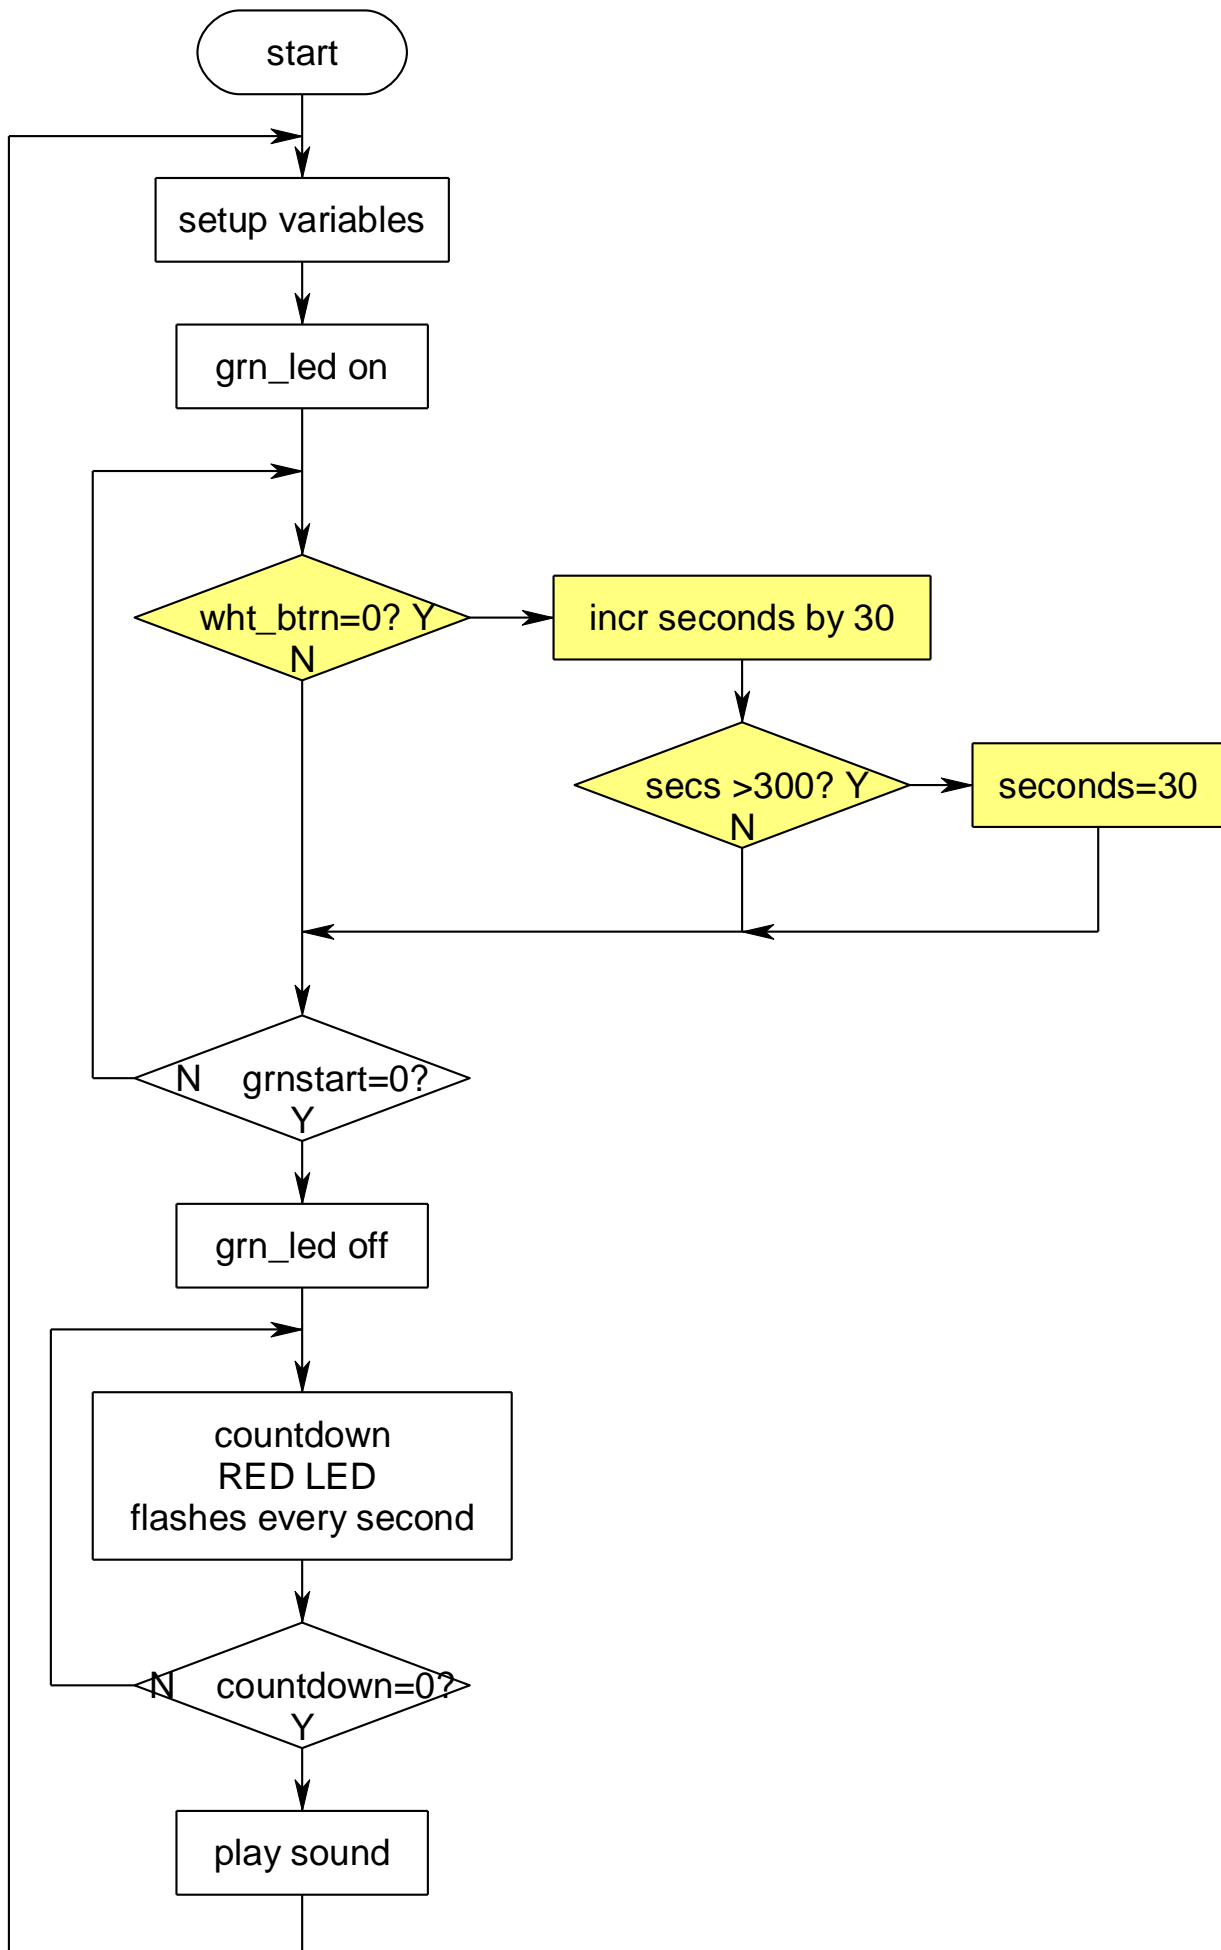 start
setup variables
grn_led on
wht_btrn=0? Y
N
incr seconds by 30
secs >300? Y
N
seconds=30
N grnstart=0?
Y
grn_led off
countdown
RED LED
flashes every second
N countdown=0?
Y
play sound